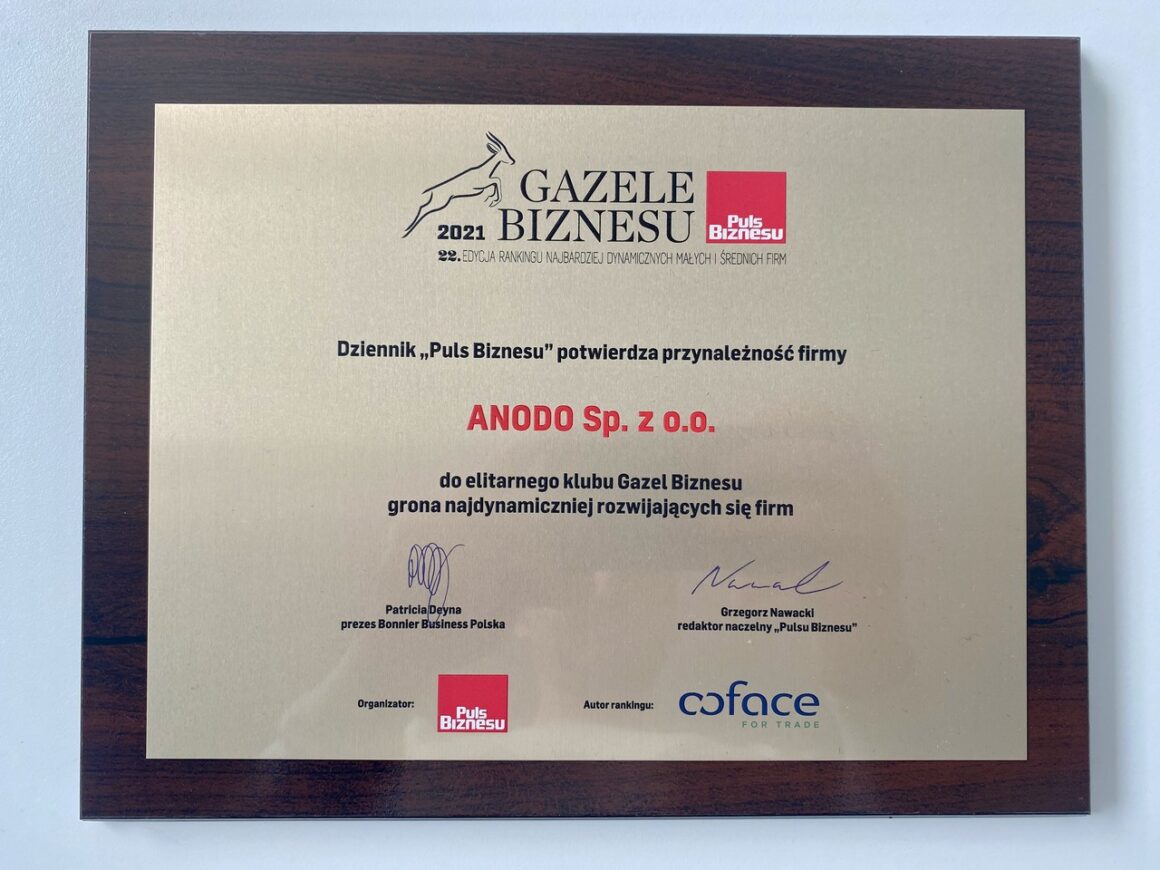 GAZELE
2021 BIZNESU
Puls
Biznesu
22. EDYCJA RANKINGU NAJBARDZIEJ DYNAMICZNYCH MAŁYCH I ŚREDNICH FIRM
Dziennik „Puls Biznesu” potwierdza przynależność firmy
ANODO Sp. z o.o.
do elitarnego klubu Gazel Biznesu
grona najdynamiczniej rozwijających się firm
Patricia Deyna
prezes Bonnier Business Polska
Grzegorz Nawacki
redaktor naczelny „Pulsu Biznesu”
Organizator:
Puls
Biznesu
Autor rankingu:
coface
FOR TRADE